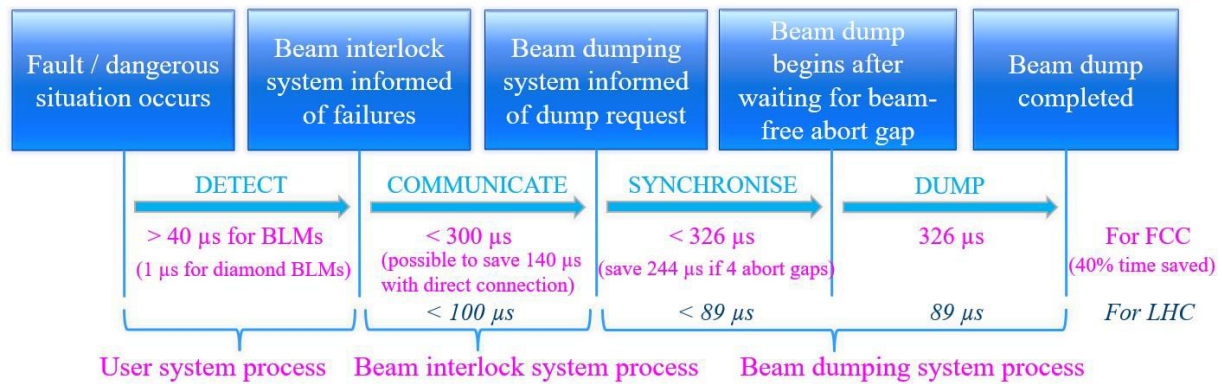 Fault / dangerous
situation occurs
Beam interlock
system informed
of failures
Beam dumping
system informed
of dump request
Beam dump
begins after
waiting for beam-
free abort gap
Beam dump
completed
DETECT
COMMUNICATE
SYNCHRONISE
DUMP
> 40 µs for BLMs
(1 µs for diamond BLMs)
< 300 µs
(possible to save 140 µs
with direct connection)
< 326 µs
(save 244 µs if 4 abort gaps)
326 µs
For FCC
(40% time saved)
< 100 µs
< 89 µs
89 µs
For LHC
User system process
Beam interlock system process
Beam dumping system process